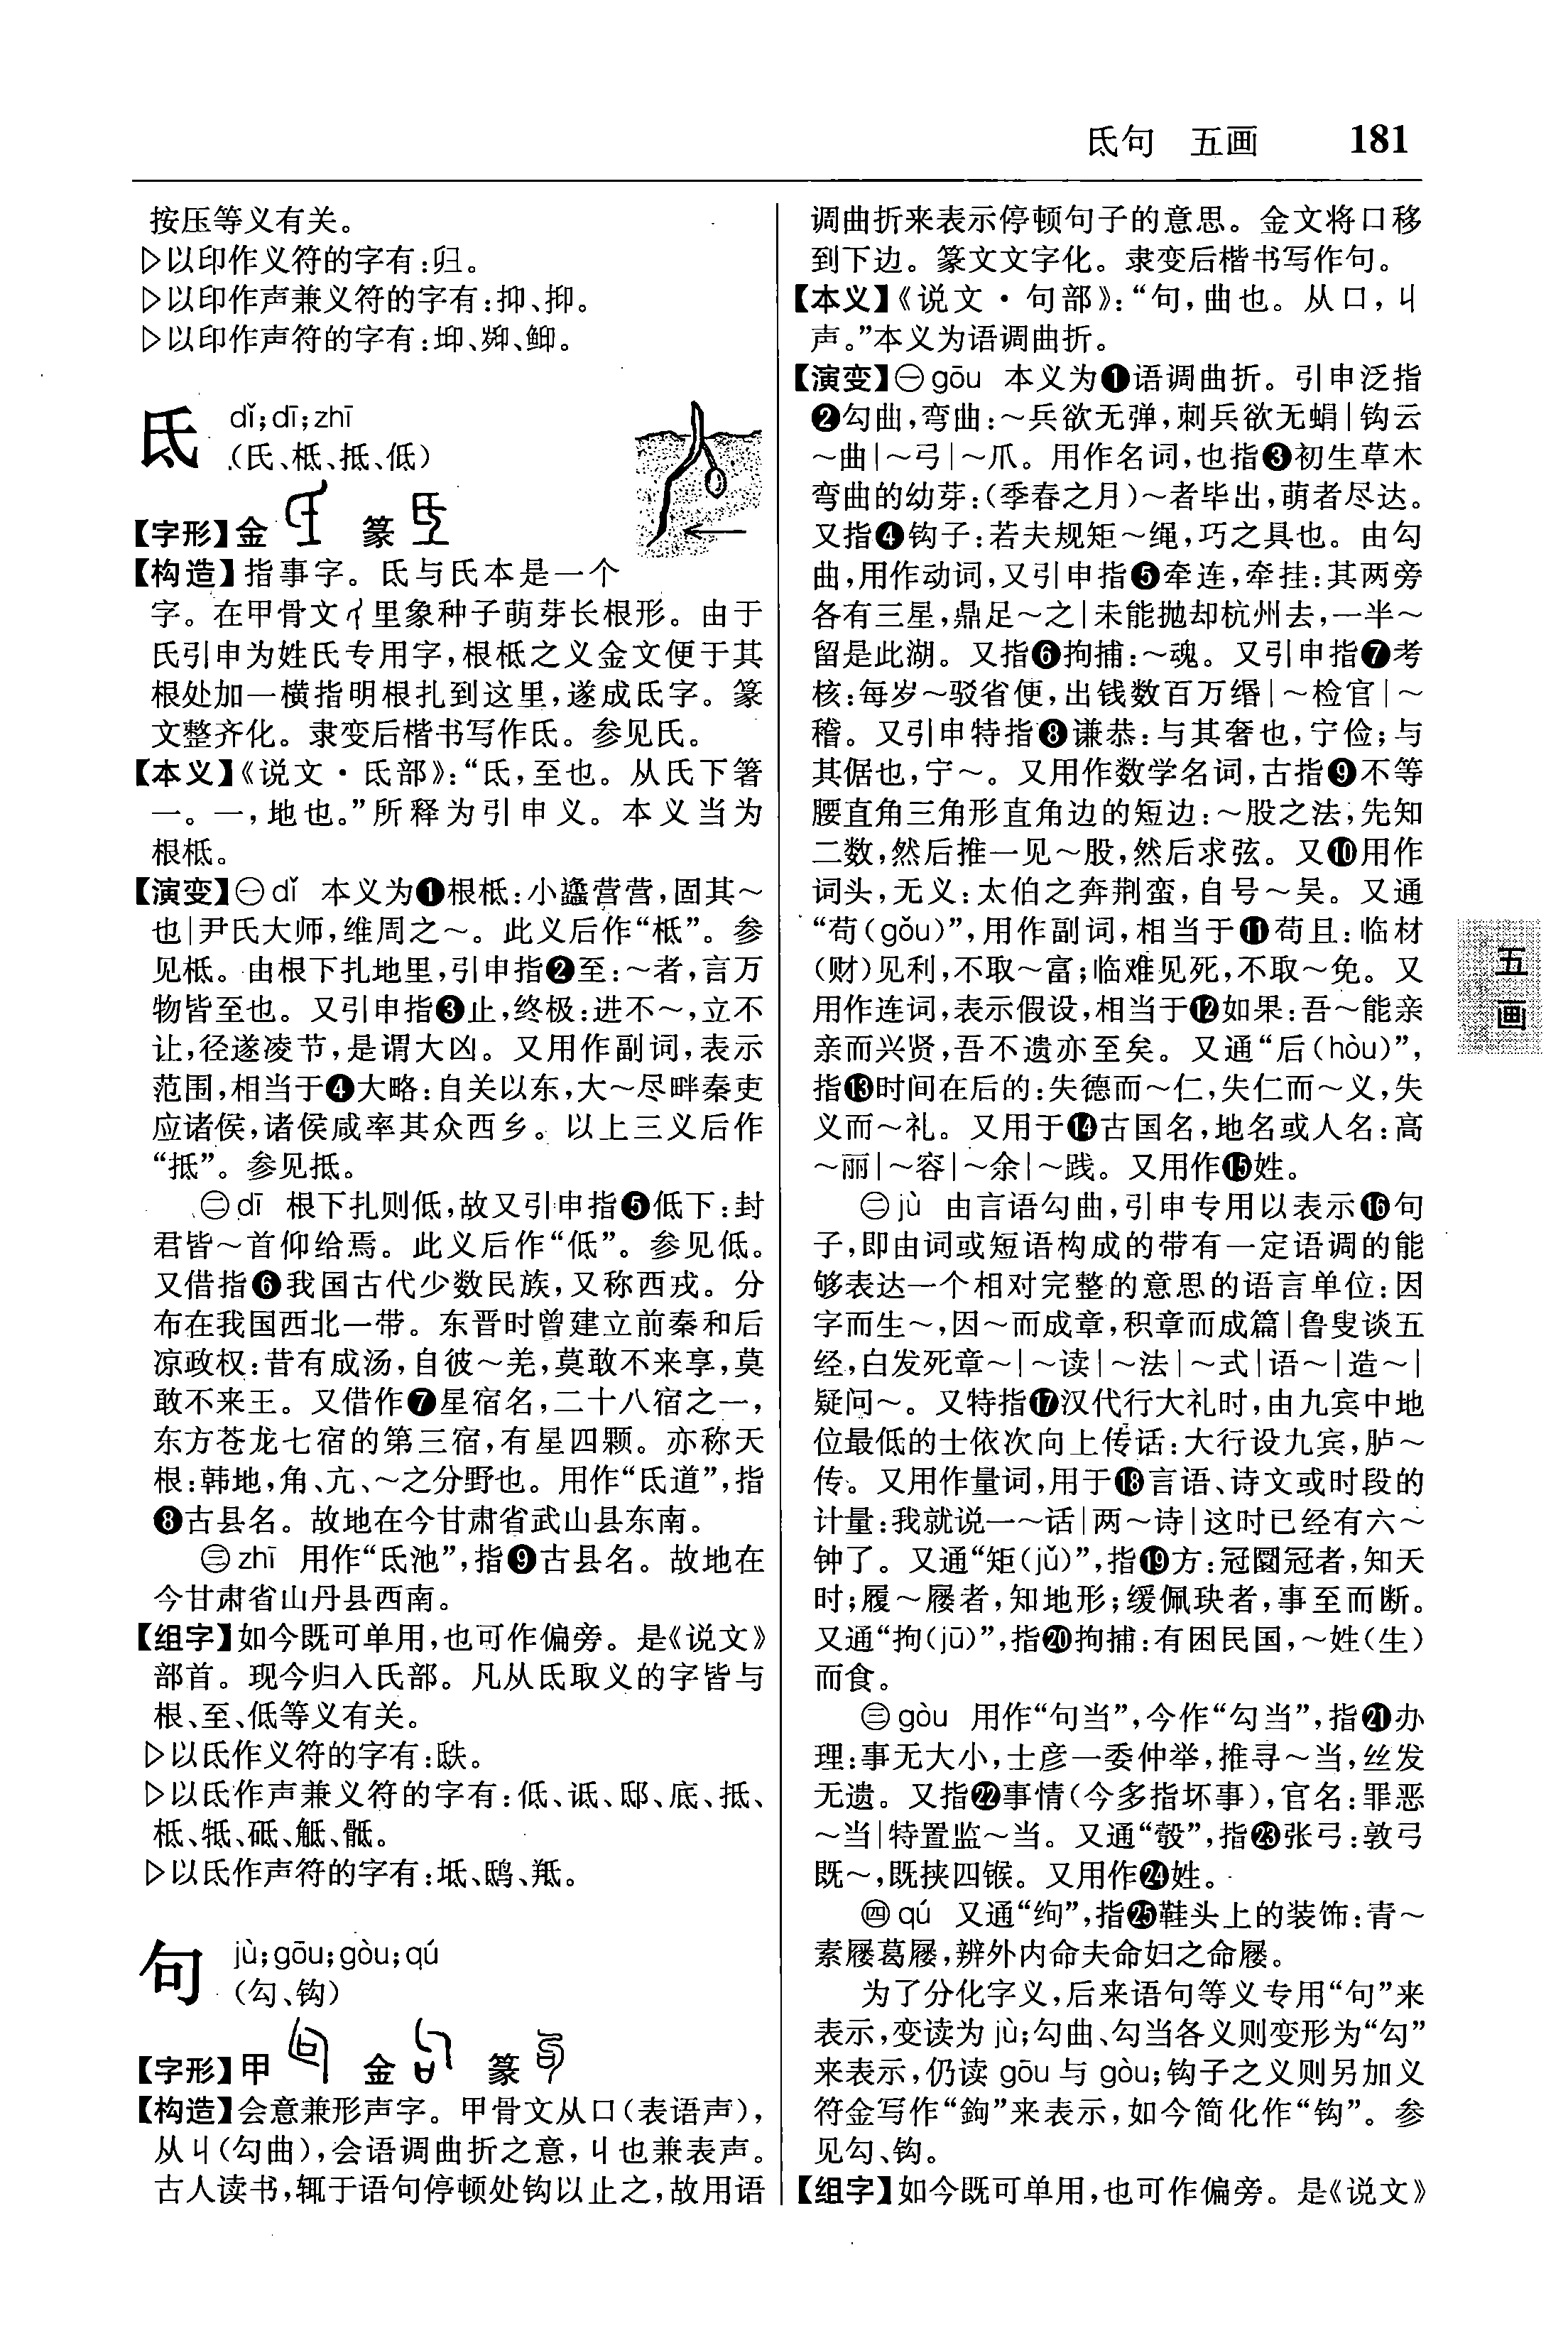 氐句 五画 181
按压等义有关。
▷以印作义符的字有:归。
▷以印作声兼义符的字有:抑、抑。
▷以印作声符的字有:
氐 dǐ;dī;zhī
(氏、柢、抵、低)
【字形】金 篆
【构造】指事字。氐与氏本是一个
字。在甲骨文里象种子萌芽长根形。由于
氏引申为姓氏专用字,根柢之义金文便于其
根处加一横指明根扎到这里,遂成氐字。篆
文整齐化。隶变后楷书写作氐。参见氏。
【本义】《说文·氐部》:“氐,至也。从氏下箸
一。一,地也。”所释为引申义。本义当为
根柢。
【演变】㊀dǐ 本义为❶根柢:小蠭营营,固其~
也|尹氏大师,维周之~。此义后作“柢”。参
见柢。由根下扎地里,引申指❷至:~者,言万
物皆至也。又引申指❸止,终极:进不~,立不
让,径遂凌节,是谓大凶。又用作副词,表示
范围,相当于❹大略:自关以东,大~尽畔秦吏
应诸侯,诸侯咸率其众西乡。以上三义后作
“抵”。参见抵。
㊁dī 根下扎则低,故又引申指❺低下:封
君皆~首仰给焉。此义后作“低”。参见低。
又借指❻我国古代少数民族,又称西戎。分
布在我国西北一带。东晋时曾建立前秦和后
凉政权:昔有成汤,自彼~羌,莫敢不来享,莫
敢不来王。又借作❼星宿名,二十八宿之一,
东方苍龙七宿的第三宿,有星四颗。亦称天
根:韩地,角、亢、~之分野也。用作“氐道”,指
❽古县名。故地在今甘肃省武山县东南。
㊂zhī 用作“氐池”,指❾古县名。故地在
今甘肃省山丹县西南。
【组字】如今既可单用,也可作偏旁。是《说文》
部首。现今归入氏部。凡从氐取义的字皆与
根、至、低等义有关。
▷以氐作义符的字有:𦧇。
▷以氐作声兼义符的字有:低、诋、邸、底、抵、
柢、牴、砥、觝、骶。
▷以氐作声符的字有:坻、鸱、羝。
句 jù;gōu;gòu;qú
(勾、钩)
【字形】甲 金 篆
【构造】会意兼形声字。甲骨文从口(表语声),
从丩(勾曲),会语调曲折之意,丩也兼表声。
古人读书,辄于语句停顿处钩以止之,故用语
调曲折来表示停顿句子的意思。金文将口移
到下边。篆文文字化。隶变后楷书写作句。
【本义】《说文·句部》:“句,曲也。从口,丩
声。”本义为语调曲折。
【演变】㊀gōu 本义为❶语调曲折。引申泛指
❷勾曲,弯曲:~兵欲无弹,刺兵欲无蜎|钩云
~曲|~弓|~爪。用作名词,也指❸初生草木
弯曲的幼芽:(季春之月)~者毕出,萌者尽达。
又指❹钩子:若夫规矩~绳,巧之具也。由勾
曲,用作动词,又引申指❺牵连,牵挂:其两旁
各有三星,鼎足~之|未能抛却杭州去,一半~
留是此湖。又指❻拘捕:~魂。又引申指❼考
核:每岁~驳省便,出钱数百万缗|~检官|~
稽。又引申特指❽谦恭:与其奢也,宁俭;与
其倨也,宁~。又用作数学名词,古指❾不等
腰直角三角形直角边的短边:~股之法,先知
二数,然后推一见~股,然后求弦。又❿用作
词头,无义:太伯之奔荆蛮,自号~吴。又通
“苟(gǒu)”,用作副词,相当于⓫苟且:临材
(财)见利,不取~富;临难见死,不取~免。又
用作连词,表示假设,相当于⓬如果:吾~能亲
亲而兴贤,吾不遗亦至矣。又通“后(hòu)”,
指⓭时间在后的:失德而~仁,失仁而~义,失
义而~礼。又用于⓮古国名,地名或人名:高
~丽|~容|~余|~践。又用作⓯姓。
㊁jù 由言语勾曲,引申专用以表示⓰句
子,即由词或短语构成的带有一定语调的能
够表达一个相对完整的意思的语言单位:因
字而生~,因~而成章,积章而成篇|鲁叟谈五
经,白发死章~|~读|~法|~式|语~|造~|
疑问~。又特指⓱汉代行大礼时,由九宾中地
位最低的士依次向上传话:大行设九宾,胪~
传。又用作量词,用于⓲言语、诗文或时段的
计量:我就说一~话|两~诗|这时已经有六~
钟了。又通“矩(jǔ)”,指⓳方:冠圜冠者,知天
时;履~屦者,知地形;缓佩玦者,事至而断。
又通“拘(jū)”,指⓴拘捕:有困民国,~姓(生)
而食。
㊂gòu 用作“句当”,今作“勾当”,指㉑办
理:事无大小,士彦一委仲举,推寻~当,丝发
无遗。又指㉒事情(今多指坏事),官名:罪恶
~当|特置监~当。又通“彀”,指㉓张弓:敦弓
既~,既挟四镞。又用作㉔姓。
㊃qú 又通“绚”,指㉕鞋头上的装饰:青~
素屦葛屦,辨外内命夫命妇之命屦。
为了分化字义,后来语句等义专用“句”来
表示,变读为jù;勾曲、勾当各义则变形为“勾”
来表示,仍读gōu与gòu;钩子之义则另加义
符金写作“鉤”来表示,如今简化作“钩”。参
见勾、钩。
【组字】如今既可单用,也可作偏旁。是《说文》
五
画